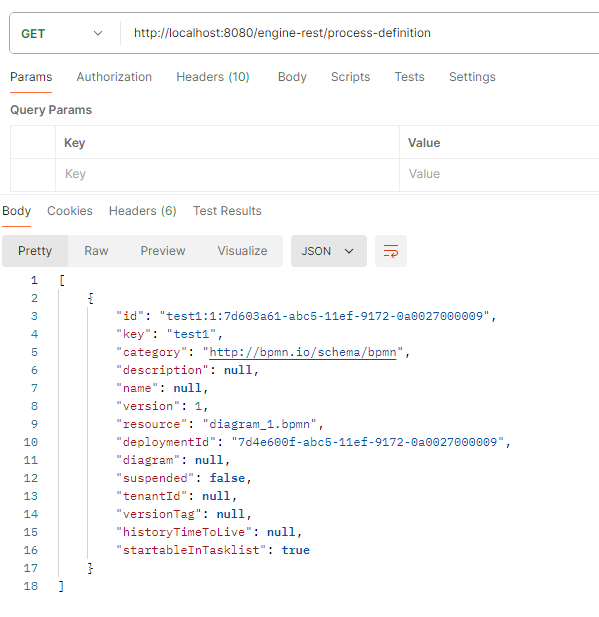 GET http://localhost:8080/engine-rest/process-definition
Params Authorization Headers (10) Body Scripts Tests Settings
Query Params
Key Value
Key Value
Body Cookies Headers (6) Test Results
Pretty Raw Preview Visualize JSON
1 [
2 {
3 "id": "test1:1:7d603a61-abc5-11ef-9172-0a0027000009",
4 "key": "test1",
5 "category": "http://bpmn.io/schema/bpmn",
6 "description": null,
7 "name": null,
8 "version": 1,
9 "resource": "diagram_1.bpmn",
10 "deploymentId": "7d4e600f-abc5-11ef-9172-0a0027000009",
11 "diagram": null,
12 "suspended": false,
13 "tenantId": null,
14 "versionTag": null,
15 "historyTimeToLive": null,
16 "startableInTasklist": true
17 }
18 ]